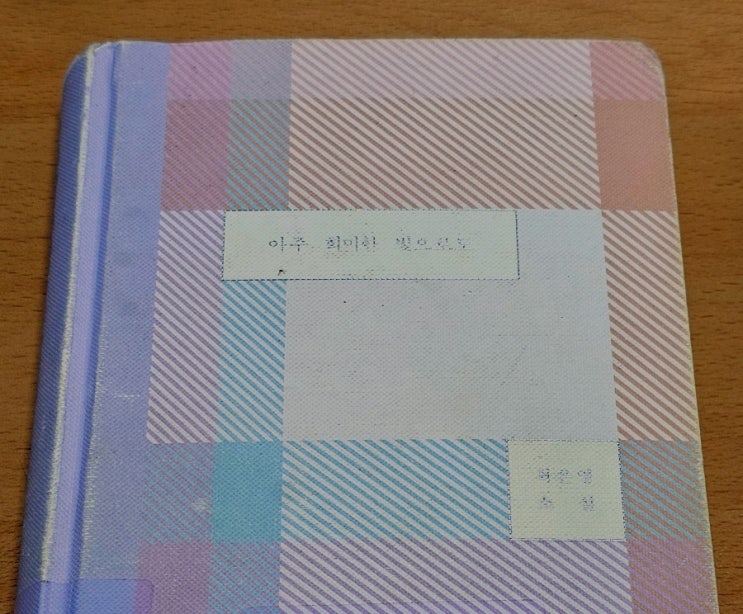 아주 희미한 빛으로도
최은영
소 설